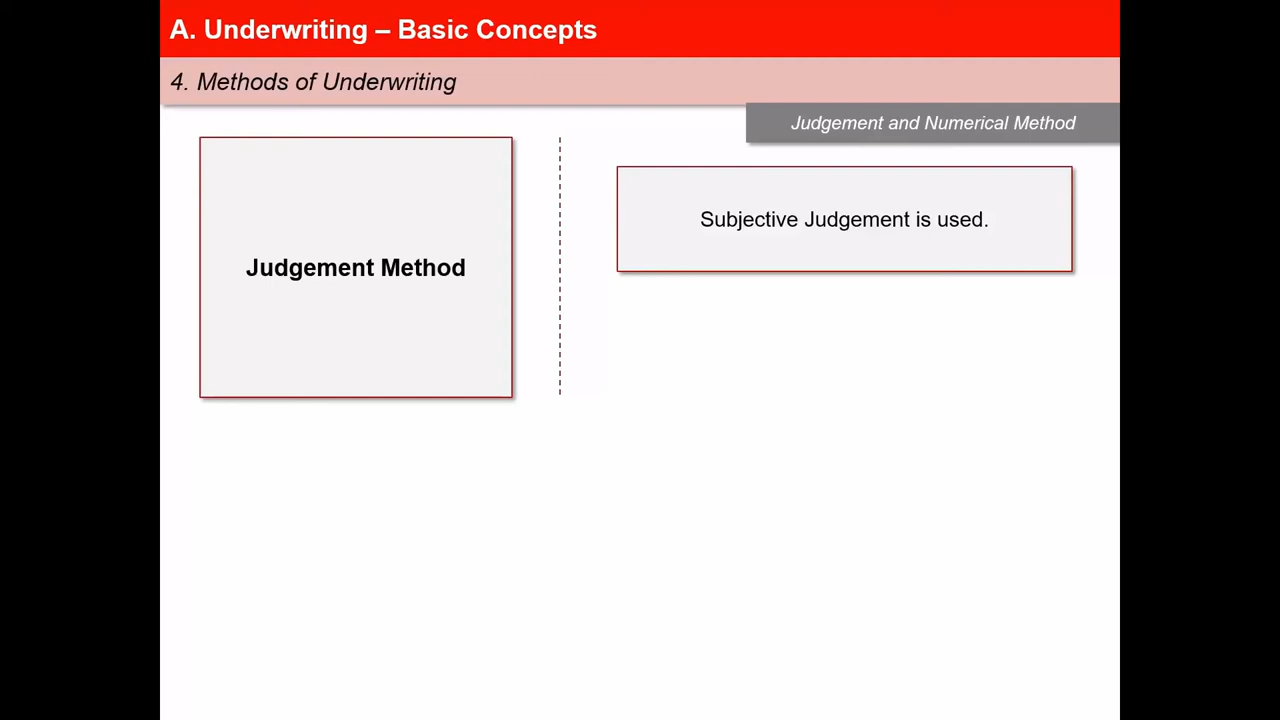 A. Underwriting – Basic Concepts
4. Methods of Underwriting
Judgement and Numerical Method
Judgement Method
Subjective Judgement is used.